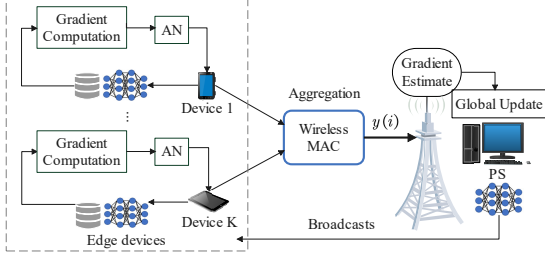 Gradient
Computation
AN
Device 1
...
Gradient
Computation
AN
Device K
Edge devices
Aggregation
Wireless
MAC
y(i)
Gradient
Estimate
Global Update
PS
Broadcasts